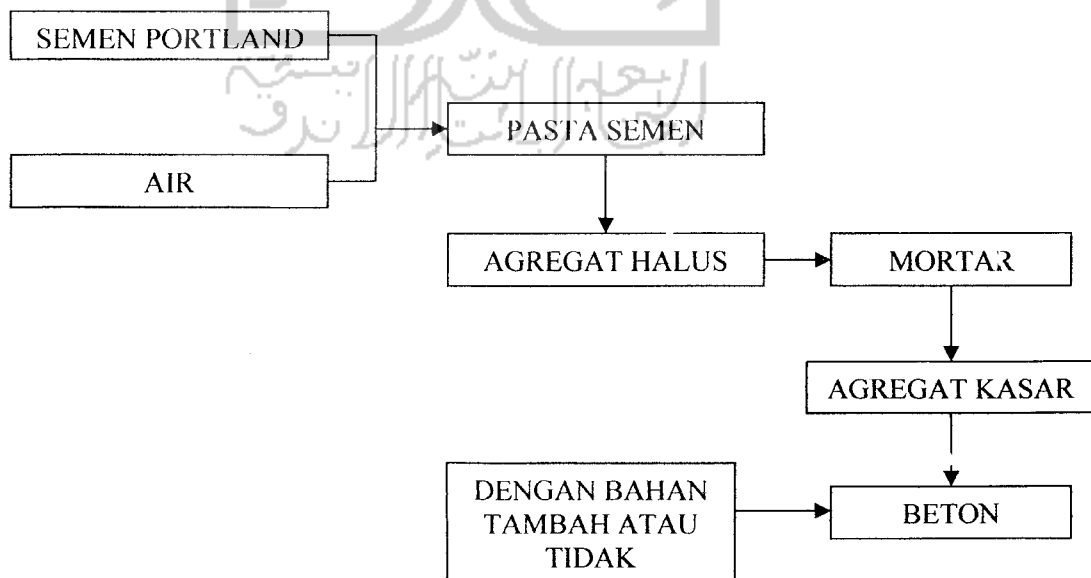 SEMEN PORTLAND
AIR
PASTA SEMEN
AGREGAT HALUS
MORTAR
AGREGAT KASAR
DENGAN BAHAN
TAMBAH ATAU
TIDAK
BETON